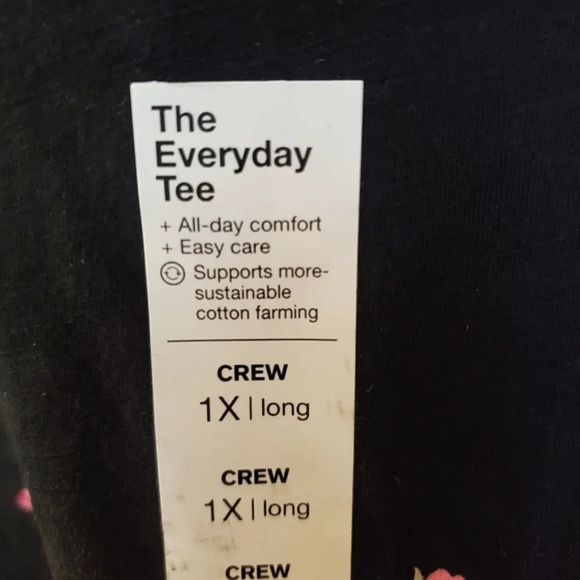 The
Everyday
Tee
+ All-day comfort
+ Easy care
Supports more-
sustainable
cotton farming
CREW
1X | long
CREW
1X | long
CREW